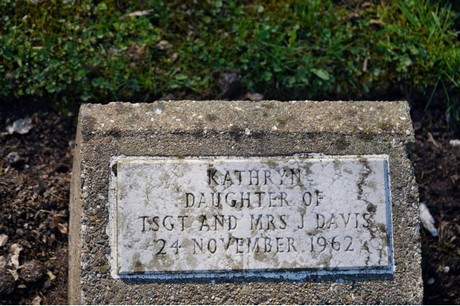 KATHRYN
DAUGHTER OF
TSGT AND MRS J DAVIS
24 NOVEMBER 1962